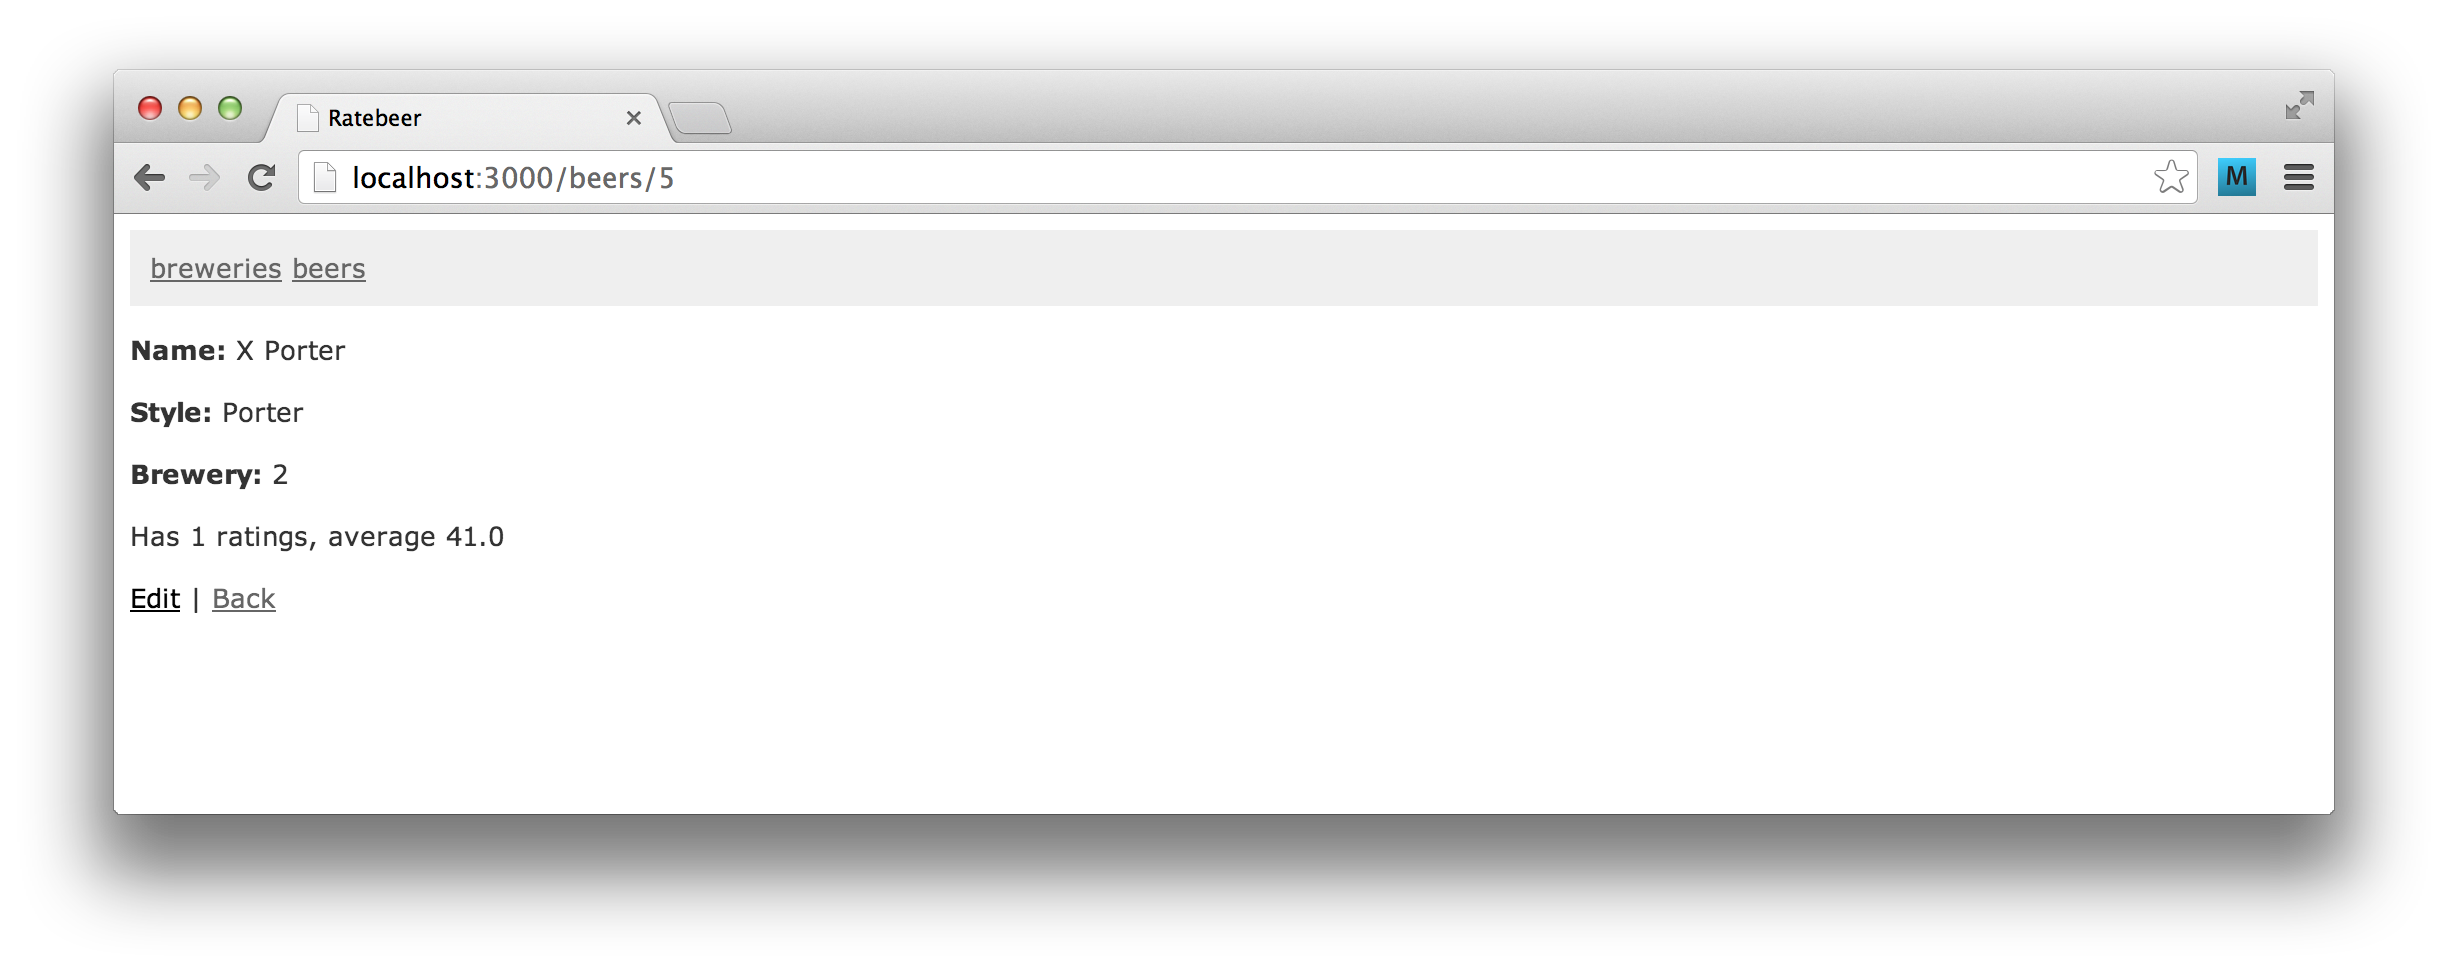 Ratebeer
localhost:3000/beers/5
M
breweries beers
Name: X Porter
Style: Porter
Brewery: 2
Has 1 ratings, average 41.0
Edit | Back